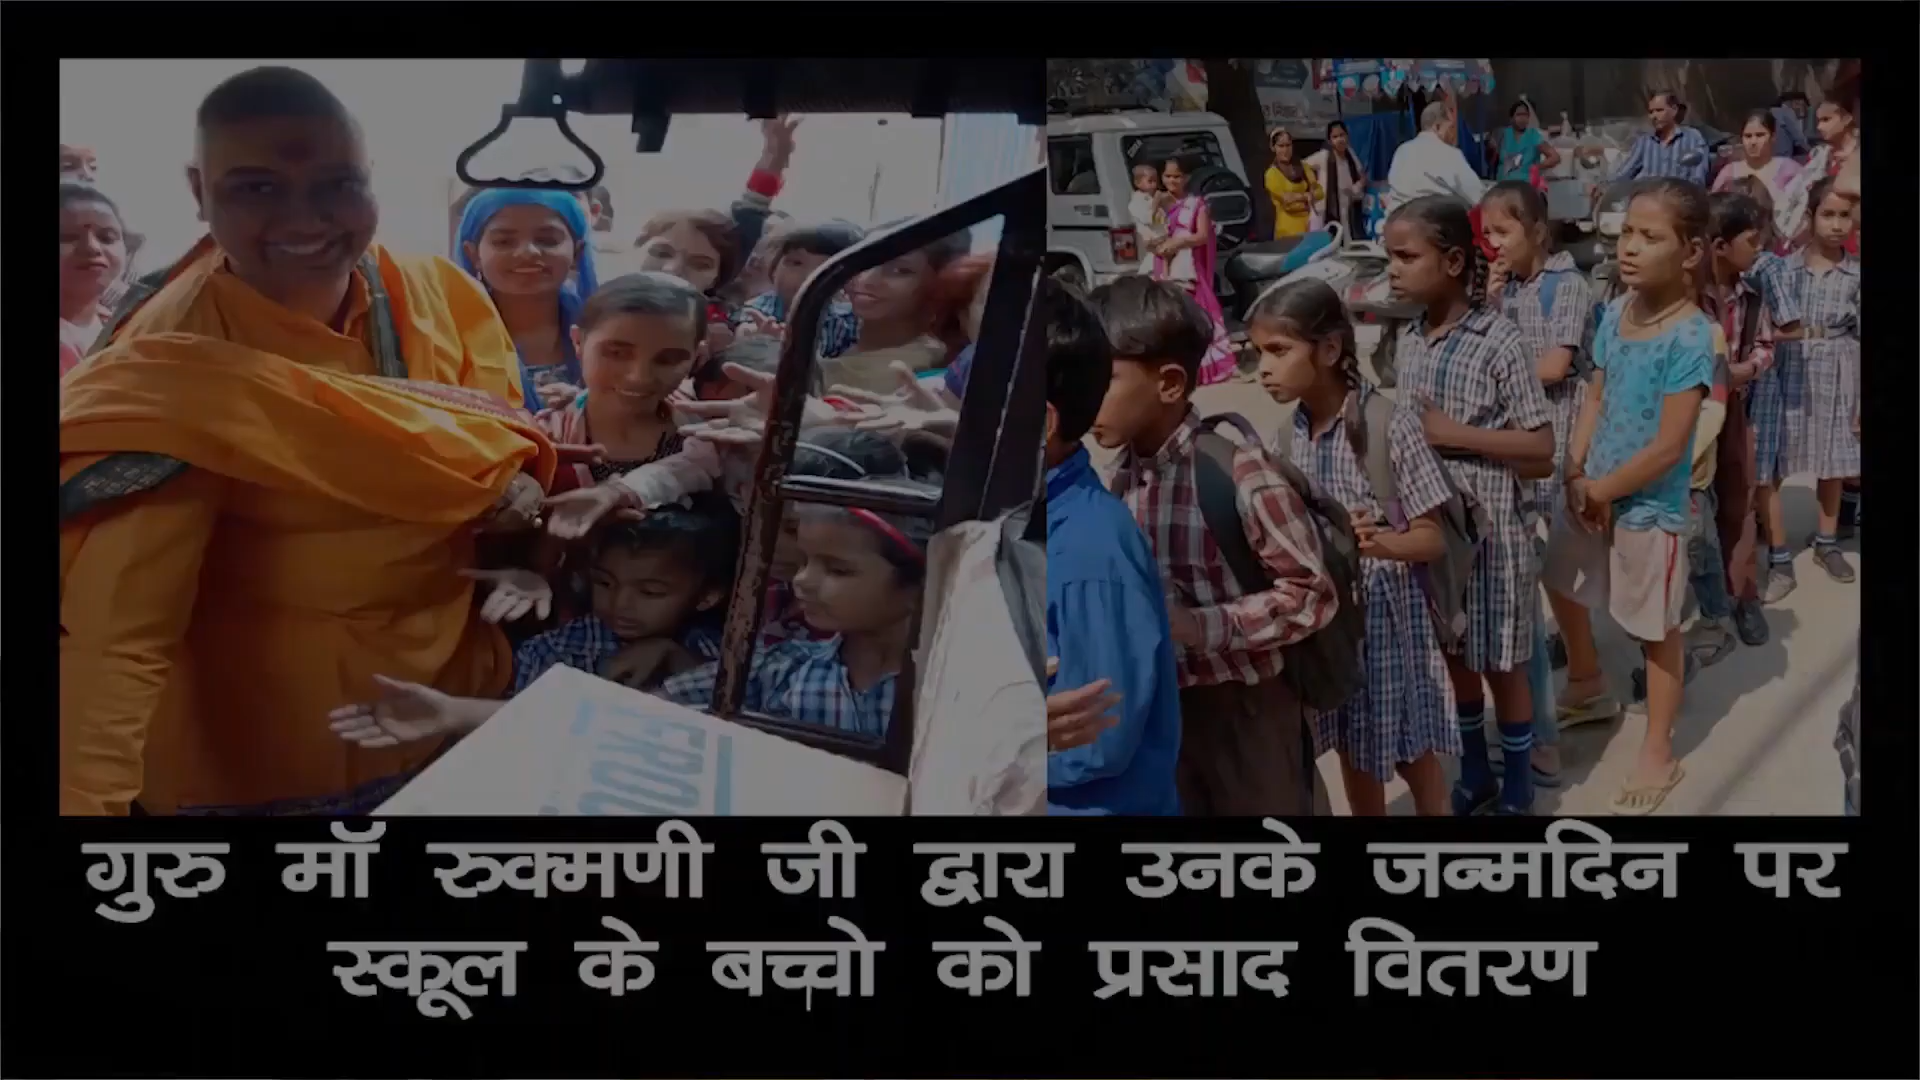 गुरु मॉ रुक्मणी जी द्वारा उनके जन्मदिन पर
स्कूल के बच्चो को प्रसाद वितरण